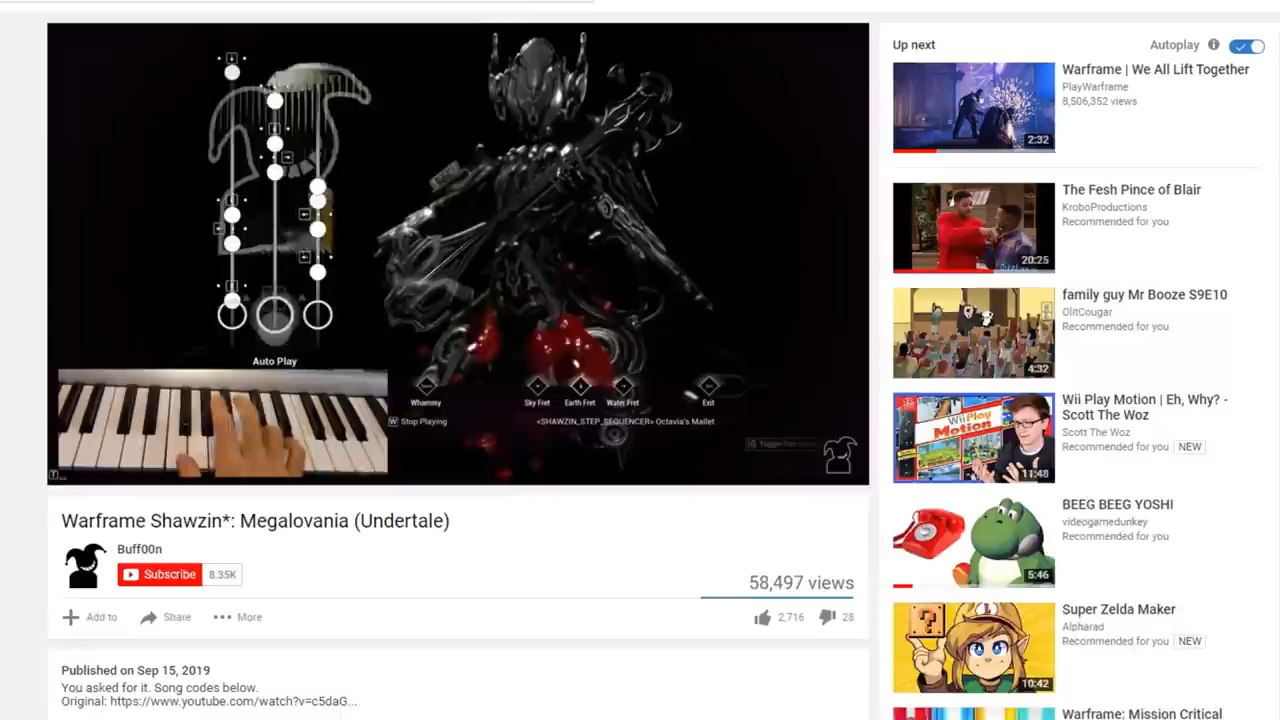 Auto Play
Whammy
Sky Fret
Earth Fret
Water Fret
Exit
W Stop Playing
<SHAWZIN_STEP_SEQUENCER> Octavia's Mallet
Warframe Shawzin*: Megalovania (Undertale)
Buff00n
Subscribe 8.35K
58,497 views
Add to Share More
2,716 28
Published on Sep 15, 2019
You asked for it. Song codes below.
Original: https://www.youtube.com/watch?v=c5daG...
Up next Autoplay
Warframe | We All Lift Together
PlayWarframe
8,506,352 views
2:32
The Fesh Pince of Blair
KroboProductions
Recommended for you
20:25
family guy Mr Booze S9E10
OlitCougar
Recommended for you
4:32
Wii Play Motion | Eh, Why? -
Scott The Woz
Scott The Woz
Recommended for you NEW
Wii Play
Motion
11:48
BEEG BEEG YOSHI
videogamedunkey
Recommended for you
5:46
Super Zelda Maker
Alpharad
Recommended for you NEW
L
?
10:42
Warframe: Mission Critical